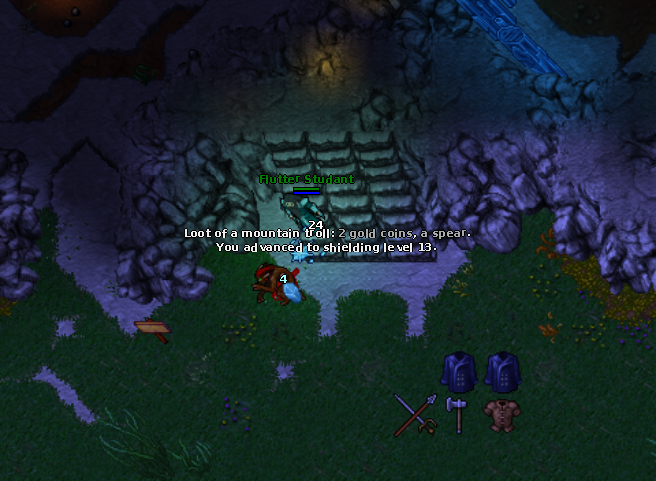 Flutter Studant
24
Loot of a mountain troll: 2 gold coins, a spear.
You advanced to shielding level 13.
4